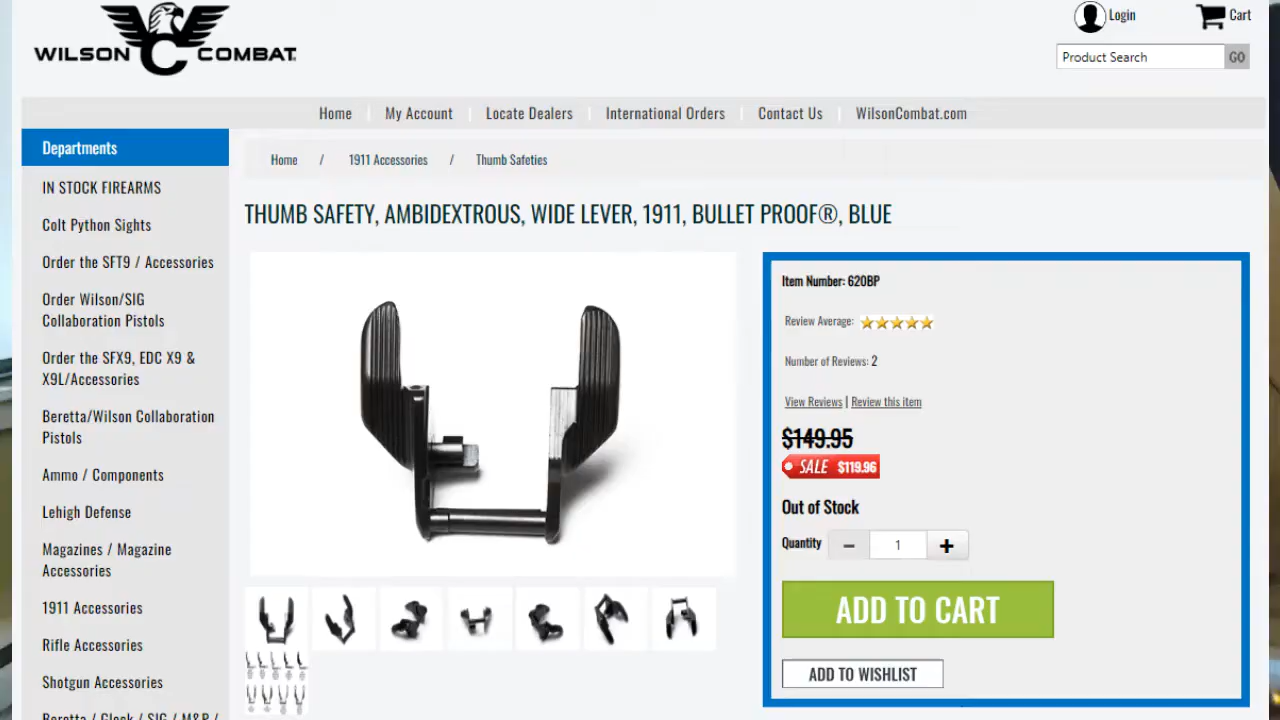 WILSON COMBAT
Login
Cart
Product Search GO
Home
My Account
Locate Dealers
International Orders
Contact Us
WilsonCombat.com
Departments
IN STOCK FIREARMS
Colt Python Sights
Order the SFT9 / Accessories
Order Wilson/SIG
Collaboration Pistols
Order the SFX9, EDC X9 &
X9L/Accessories
Beretta/Wilson Collaboration
Pistols
Ammo / Components
Lehigh Defense
Magazines / Magazine
Accessories
1911 Accessories
Rifle Accessories
Shotgun Accessories
Beretta / Glock / SIG / M&P /
Home / 1911 Accessories / Thumb Safeties
THUMB SAFETY, AMBIDEXTROUS, WIDE LEVER, 1911, BULLET PROOF®, BLUE
Item Number: 620BP
Review Average:
Number of Reviews: 2
View Reviews | Review this item
$149.95
SALE $119.96
Out of Stock
Quantity − 1 +
ADD TO CART
ADD TO WISHLIST